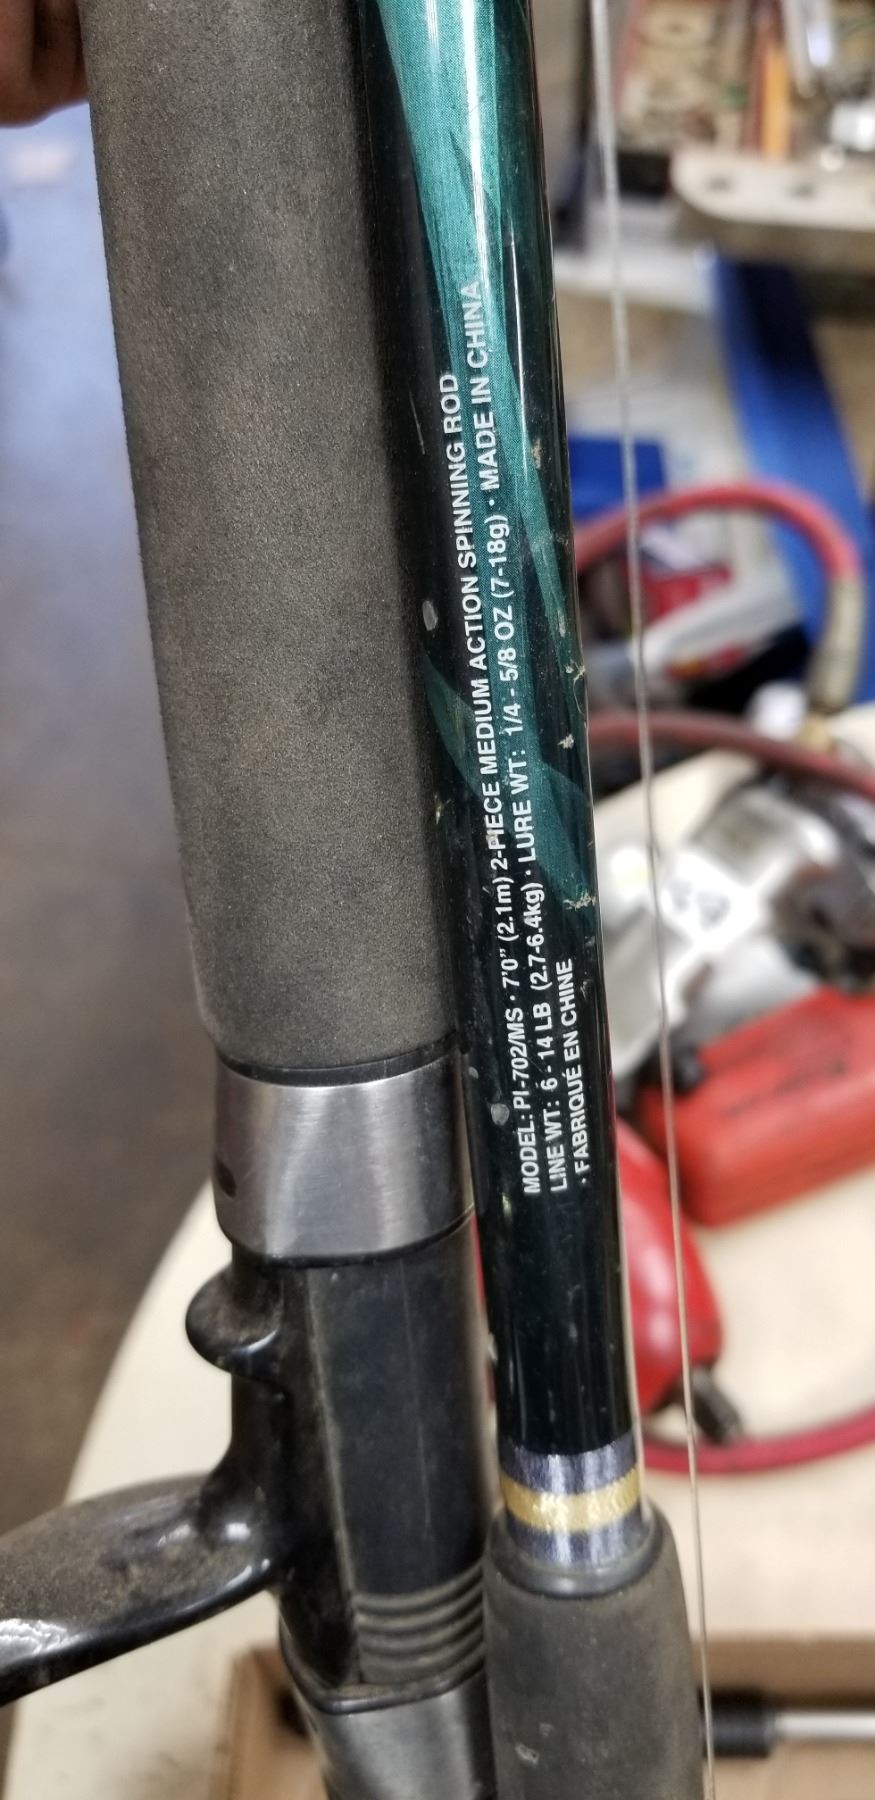 MODEL: PI-702/MS · 7'0" (2.1m) 2-PIECE MEDIUM ACTION SPINNING ROD
LINE WT: 6 - 14 LB (2.7-6.4kg) · LURE WT: 1/4 - 5/8 OZ (7-18g) · MADE IN CHINA
· FABRIQUÉ EN CHINE